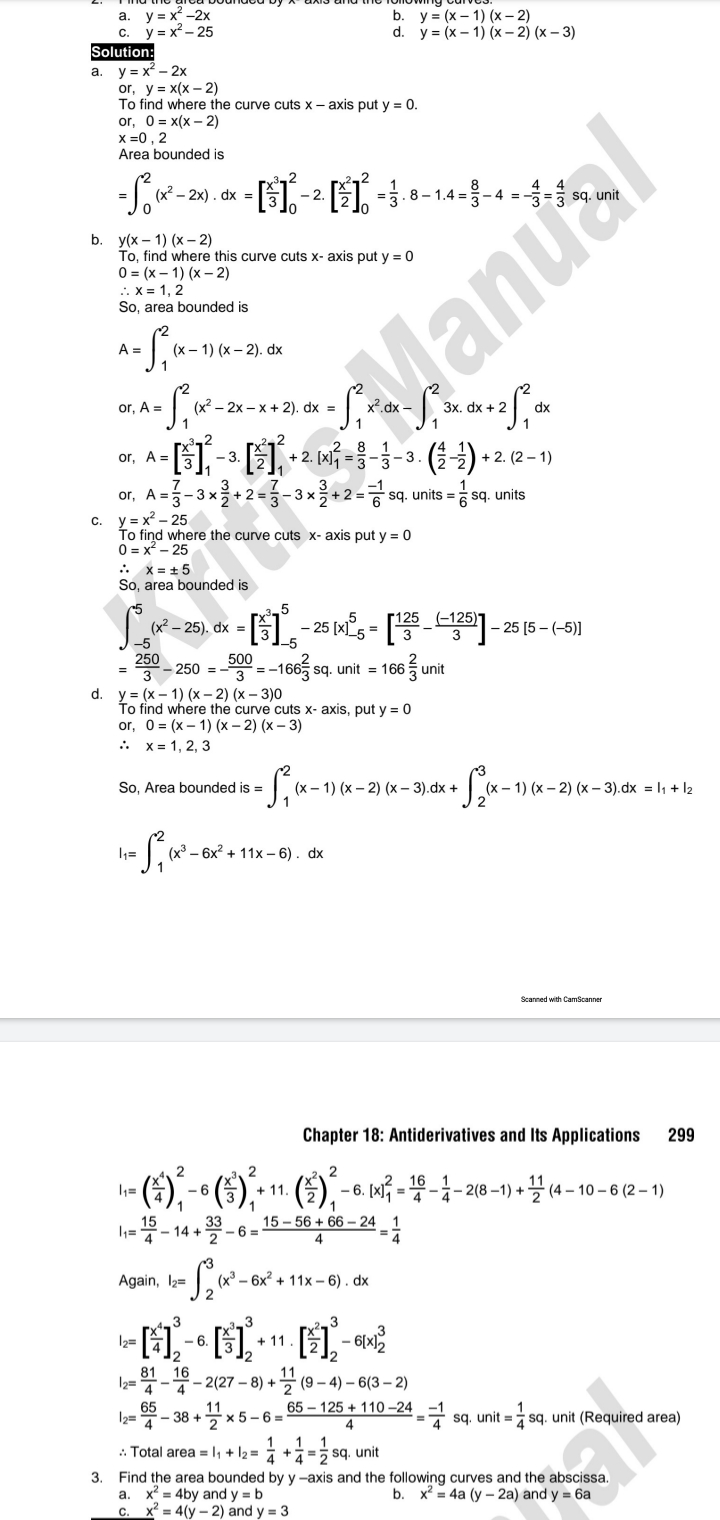 2. Find the area bounded by x- axis and the following curves.
a. y = x² –2x b. y = (x – 1) (x – 2)
c. y = x² – 25 d. y = (x – 1) (x – 2) (x – 3)
Solution:
a. y = x² – 2x
or, y = x(x – 2)
To find where the curve cuts x – axis put y = 0.
or, 0 = x(x – 2)
x =0 , 2
Area bounded is
= ∫₀² (x² – 2x) . dx = [x³/3]₀² – 2. [x²/2]₀² = 1/3 . 8 – 1.4 = 8/3 – 4 = –4/3 = 4/3 sq. unit
b. y(x – 1) (x – 2)
To, find where this curve cuts x- axis put y = 0
0 = (x – 1) (x – 2)
∴ x = 1, 2
So, area bounded is
A = ∫₁² (x – 1) (x – 2). dx
or, A = ∫₁² (x² – 2x – x + 2). dx = ∫₁² x².dx – ∫₁² 3x. dx + 2 ∫₁² dx
or, A = [x³/3]₁² – 3. [x²/2]₁² + 2. [x]₁² = 8/3 – 1/3 – 3 . (4/2 – 1/2) + 2. (2 – 1)
or, A = 7/3 – 3 × 3/2 + 2 = 7/3 – 3 × 3/2 + 2 = –1/6 sq. units = 1/6 sq. units
c. y = x² – 25
To find where the curve cuts x- axis put y = 0
0 = x² – 25
∴ x = ± 5
So, area bounded is
∫₋₅⁵ (x² – 25). dx = [x³/3]₋₅⁵ – 25 [x]₋₅⁵ = [125/3 – (–125)/3] – 25 [5 – (–5)]
= 250/3 – 250 = –500/3 = –166 2/3 sq. unit = 166 2/3 unit
d. y = (x – 1) (x – 2) (x – 3)0
To find where the curve cuts x- axis, put y = 0
or, 0 = (x – 1) (x – 2) (x – 3)
∴ x = 1, 2, 3
So, Area bounded is = ∫₁² (x – 1) (x – 2) (x – 3).dx + ∫₂³ (x – 1) (x – 2) (x – 3).dx = I₁ + I₂
I₁= ∫₁² (x³ – 6x² + 11x – 6) . dx
Scanned with CamScanner
Chapter 18: Antiderivatives and Its Applications 299
I₁= (x⁴/4)₁² – 6 (x³/3)₁² + 11. (x²/2)₁² – 6. [x]₁² = 16/4 – 1/4 – 2(8 –1) + 11/2 (4 – 10 – 6 (2 – 1)
I₁= 15/4 – 14 + 33/2 – 6 = 15 – 56 + 66 – 24/4 = 1/4
Again, I₂= ∫₂³ (x³ – 6x² + 11x – 6) . dx
I₂= [x⁴/4]₂³ – 6. [x³/3]₂³ + 11 . [x²/2]₂³ – 6[x]₂³
I₂= 81/4 – 16/4 – 2(27 – 8) + 11/2 (9 – 4) – 6(3 – 2)
I₂= 65/4 – 38 + 11/2 × 5 – 6 = 65 – 125 + 110 –24/4 = –1/4 sq. unit = 1/4 sq. unit (Required area)
∴ Total area = I₁ + I₂ = 1/4 + 1/4 = 1/2 sq. unit
3. Find the area bounded by y –axis and the following curves and the abscissa.
a. x² = 4by and y = b b. x² = 4a (y – 2a) and y = 6a
c. x² = 4(y – 2) and y = 3
Kriti's Manual
ual